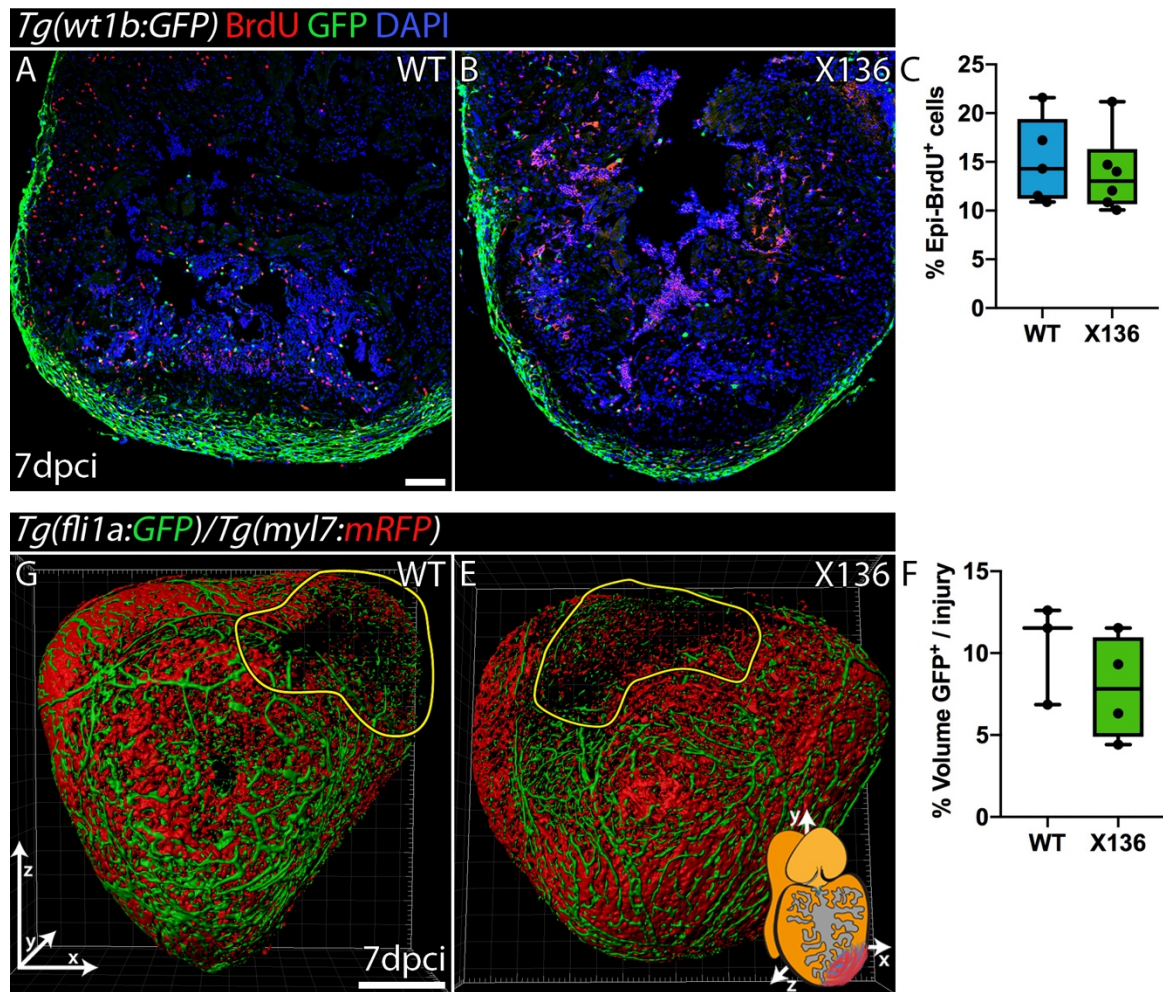 Tg(wt1b:GFP) BrdU GFP DAPI
A
WT
B
X136
7dpci
C
% Epi-BrdU⁺ cells
25
20
15
10
5
0
WT
X136
Tg(fli1a:GFP)/Tg(myl7:mRFP)
G
WT
z
y
x
7dpci
E
X136
y
x
z
F
% Volume GFP⁺ / injury
15
10
5
0
WT
X136